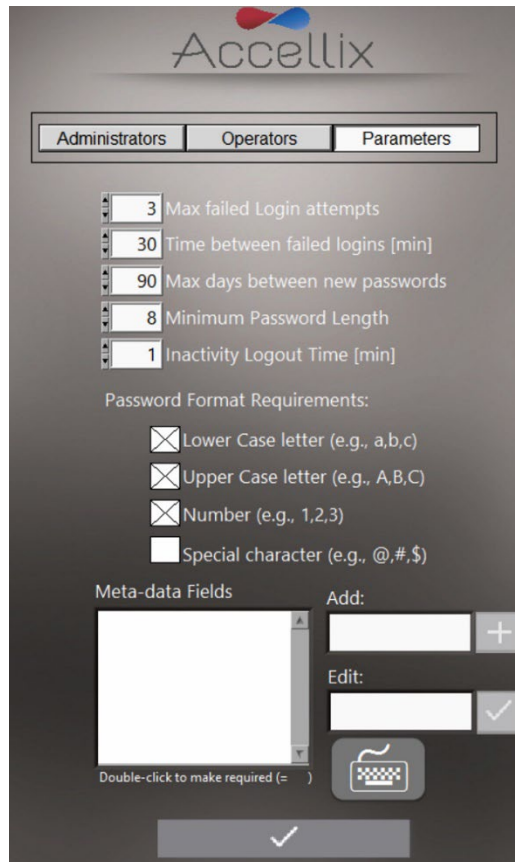 Accellix
Administrators Operators Parameters
3 Max failed Login attempts
30 Time between failed logins [min]
90 Max days between new passwords
8 Minimum Password Length
1 Inactivity Logout Time [min]
Password Format Requirements:
Lower Case letter (e.g., a,b,c)
Upper Case letter (e.g., A,B,C)
Number (e.g., 1,2,3)
Special character (e.g., @,#,$)
Meta-data Fields
Add:
Edit:
Double-click to make required (= )